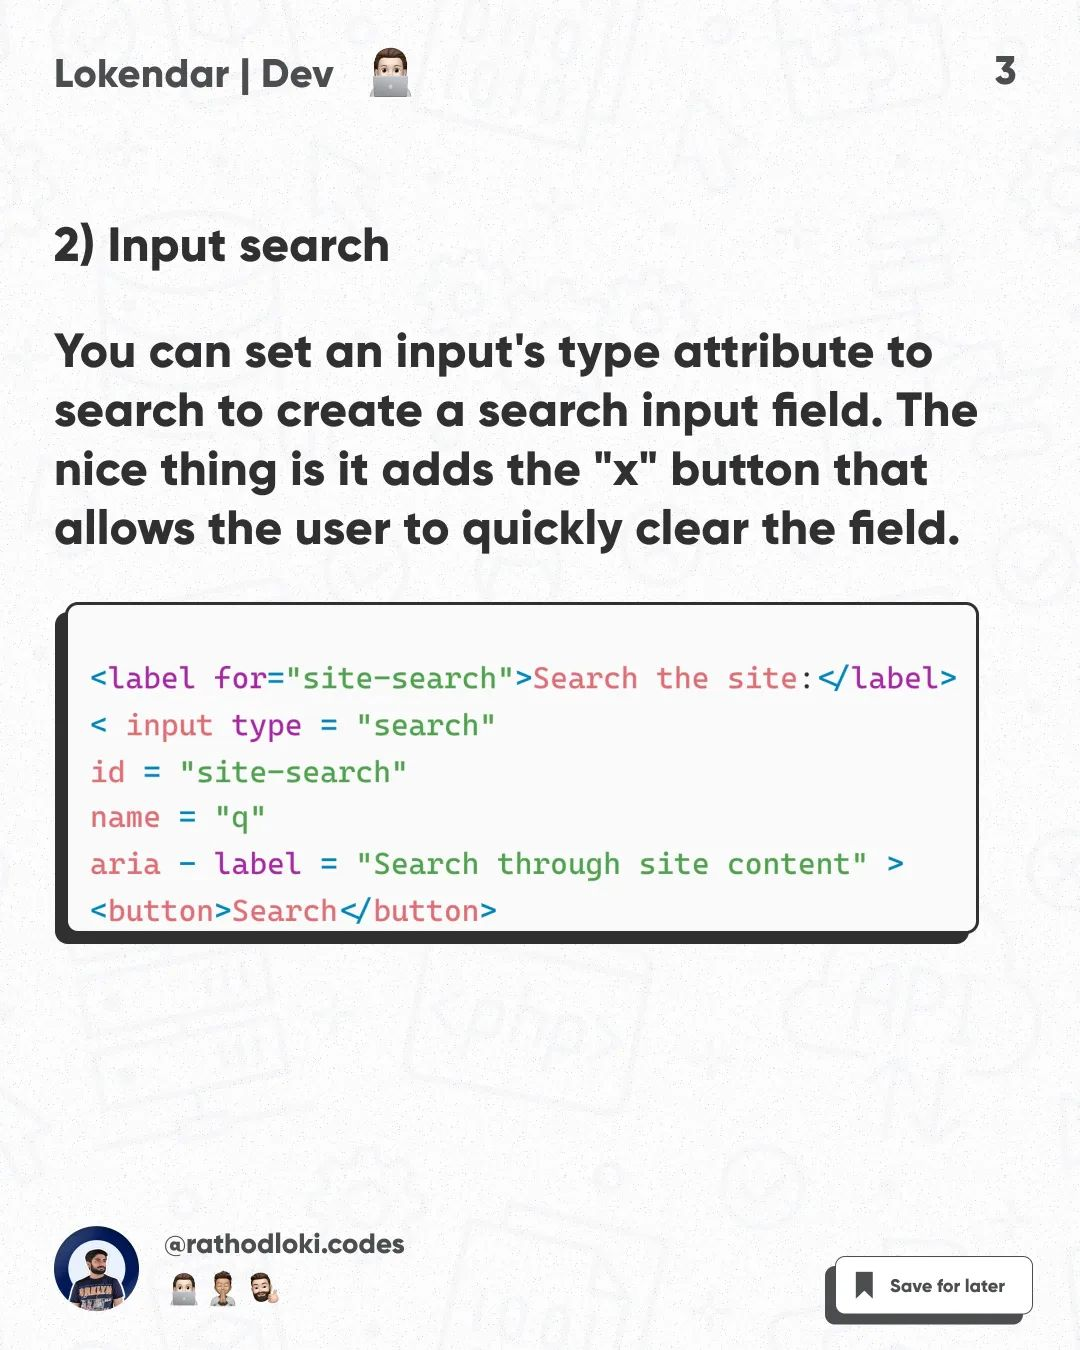 Lokendar | Dev
3
2) Input search
You can set an input's type attribute to
search to create a search input field. The
nice thing is it adds the "x" button that
allows the user to quickly clear the field.
<label for="site-search">Search the site:</label>
< input type = "search"
id = "site-search"
name = "q"
aria - label = "Search through site content" >
<button>Search</button>
@rathodloki.codes
Save for later